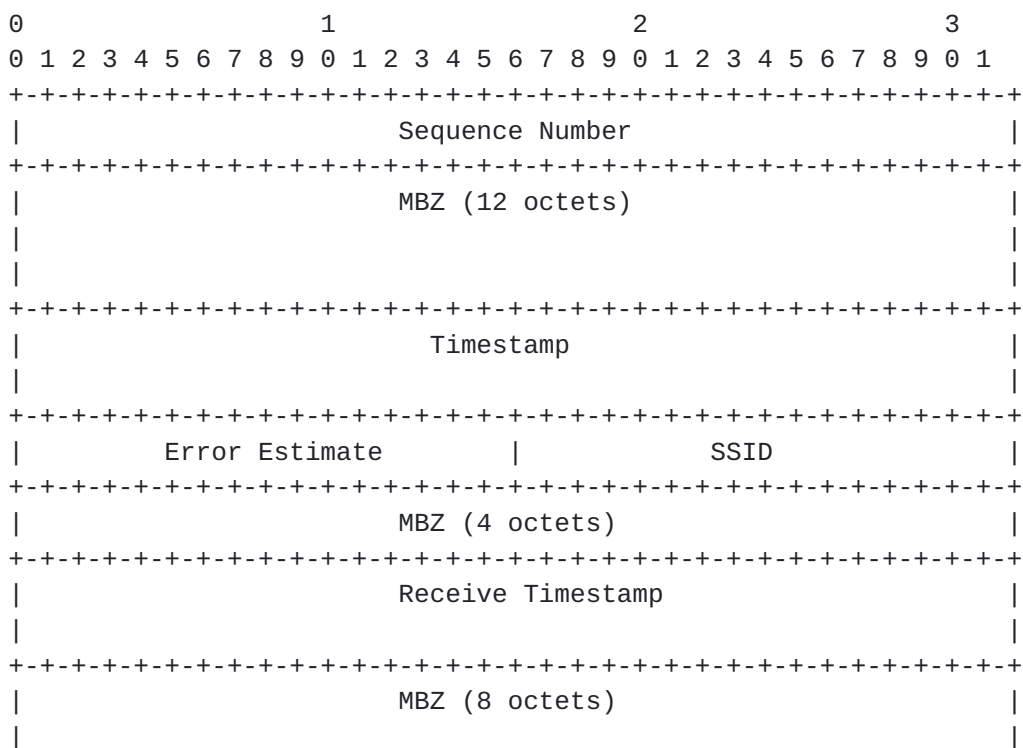 0                   1                   2                   3
0 1 2 3 4 5 6 7 8 9 0 1 2 3 4 5 6 7 8 9 0 1 2 3 4 5 6 7 8 9 0 1
+-+-+-+-+-+-+-+-+-+-+-+-+-+-+-+-+-+-+-+-+-+-+-+-+-+-+-+-+-+-+-+-+
|                        Sequence Number                        |
+-+-+-+-+-+-+-+-+-+-+-+-+-+-+-+-+-+-+-+-+-+-+-+-+-+-+-+-+-+-+-+-+
|                        MBZ (12 octets)                        |
|                                                               |
|                                                               |
+-+-+-+-+-+-+-+-+-+-+-+-+-+-+-+-+-+-+-+-+-+-+-+-+-+-+-+-+-+-+-+-+
|                          Timestamp                            |
|                                                               |
+-+-+-+-+-+-+-+-+-+-+-+-+-+-+-+-+-+-+-+-+-+-+-+-+-+-+-+-+-+-+-+-+
|         Error Estimate        |            SSID               |
+-+-+-+-+-+-+-+-+-+-+-+-+-+-+-+-+-+-+-+-+-+-+-+-+-+-+-+-+-+-+-+-+
|                        MBZ (4 octets)                         |
+-+-+-+-+-+-+-+-+-+-+-+-+-+-+-+-+-+-+-+-+-+-+-+-+-+-+-+-+-+-+-+-+
|                        Receive Timestamp                      |
|                                                               |
+-+-+-+-+-+-+-+-+-+-+-+-+-+-+-+-+-+-+-+-+-+-+-+-+-+-+-+-+-+-+-+-+
|                        MBZ (8 octets)                         |
|                                                               |